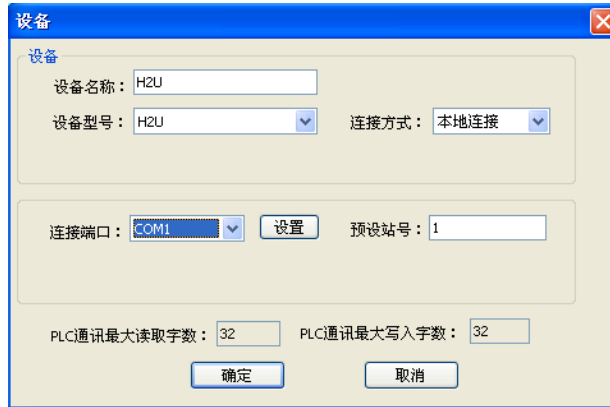 设备
设备
设备名称： H2U
设备型号： H2U 连接方式： 本地连接
连接端口： COM1 设置 预设站号： 1
PLC通讯最大读取字数： 32 PLC通讯最大写入字数： 32
确定 取消